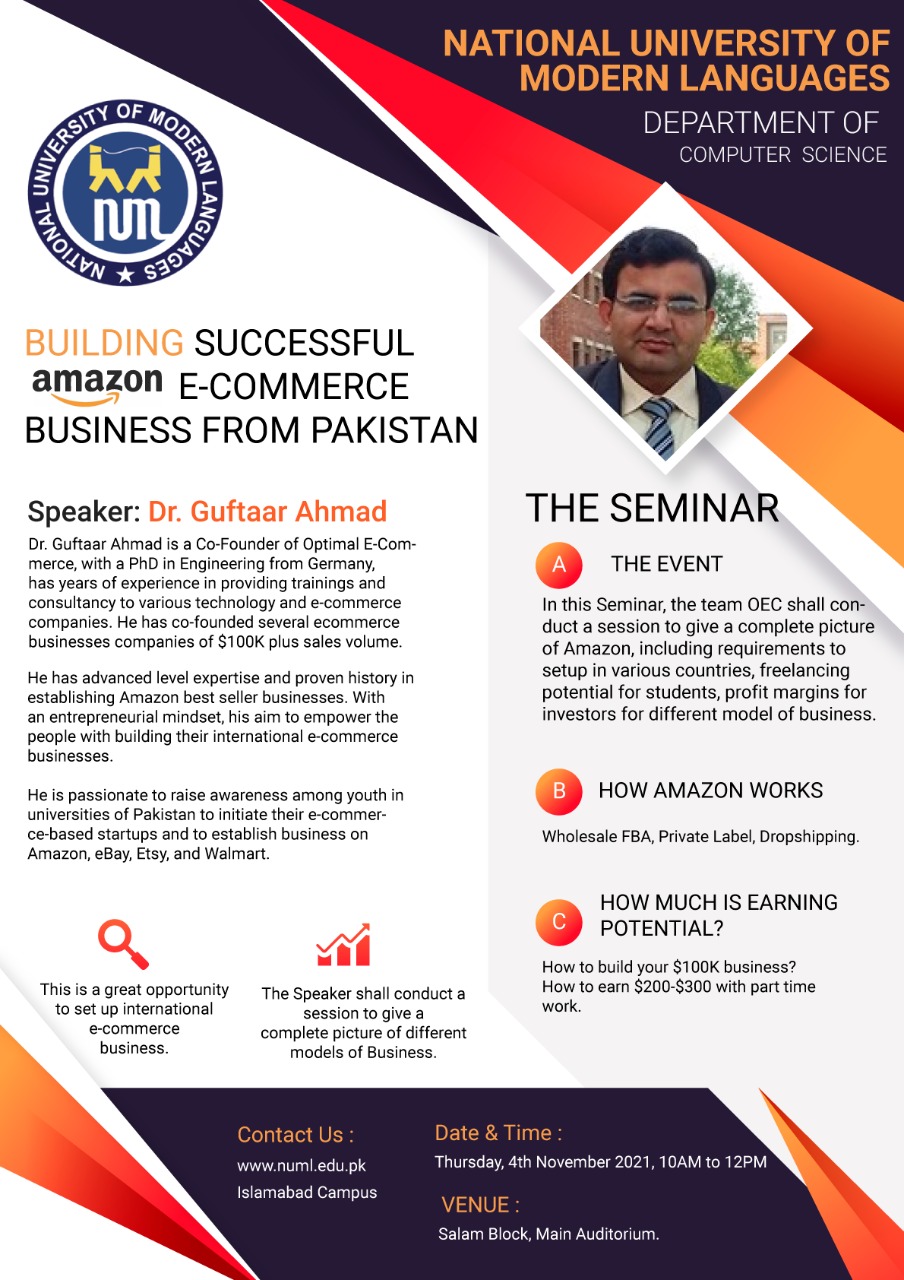 NATIONAL UNIVERSITY OF
MODERN LANGUAGES
DEPARTMENT OF
COMPUTER SCIENCE
NATIONAL UNIVERSITY OF MODERN LANGUAGES
num
BUILDING SUCCESSFUL
amazon E-COMMERCE
BUSINESS FROM PAKISTAN
Speaker: Dr. Guftaar Ahmad
Dr. Guftaar Ahmad is a Co-Founder of Optimal E-Com-
merce, with a PhD in Engineering from Germany,
has years of experience in providing trainings and
consultancy to various technology and e-commerce
companies. He has co-founded several ecommerce
businesses companies of $100K plus sales volume.
He has advanced level expertise and proven history in
establishing Amazon best seller businesses. With
an entrepreneurial mindset, his aim to empower the
people with building their international e-commerce
businesses.
He is passionate to raise awareness among youth in
universities of Pakistan to initiate their e-commer-
ce-based startups and to establish business on
Amazon, eBay, Etsy, and Walmart.
This is a great opportunity
to set up international
e-commerce
business.
The Speaker shall conduct a
session to give a
complete picture of different
models of Business.
THE SEMINAR
A THE EVENT
In this Seminar, the team OEC shall con-
duct a session to give a complete picture
of Amazon, including requirements to
setup in various countries, freelancing
potential for students, profit margins for
investors for different model of business.
B HOW AMAZON WORKS
Wholesale FBA, Private Label, Dropshipping.
C HOW MUCH IS EARNING
POTENTIAL?
How to build your $100K business?
How to earn $200-$300 with part time
work.
Contact Us :
www.numl.edu.pk
Islamabad Campus
Date & Time :
Thursday, 4th November 2021, 10AM to 12PM
VENUE :
Salam Block, Main Auditorium.